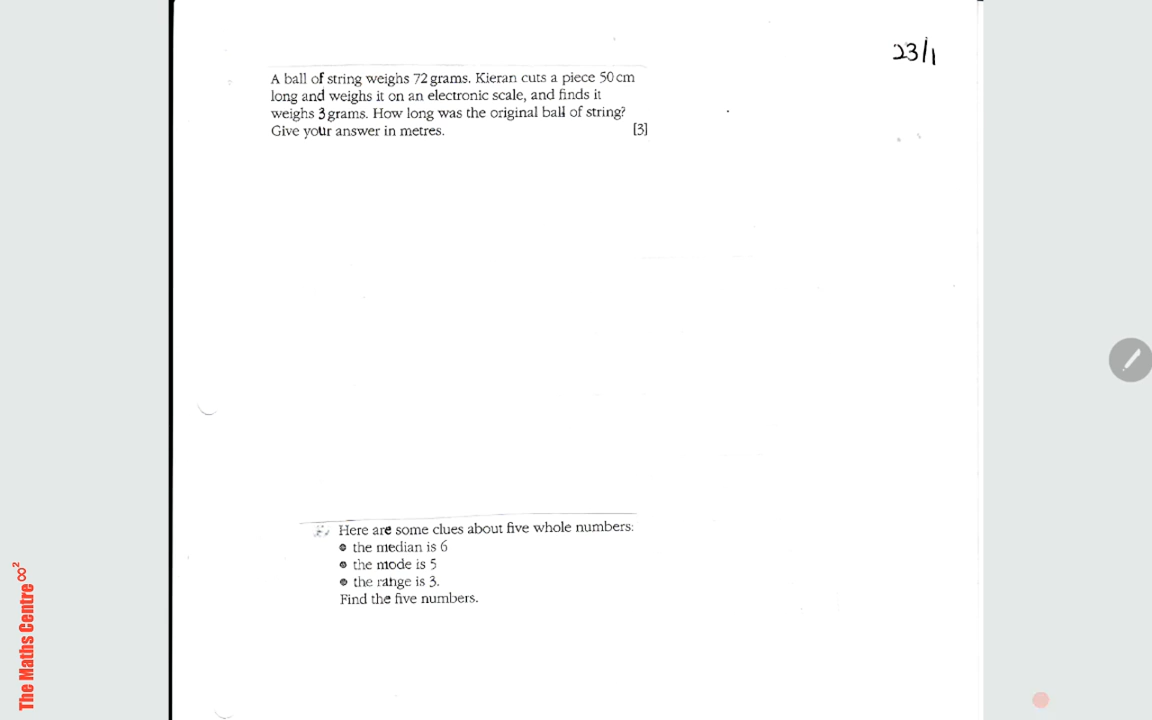 23/1
A ball of string weighs 72 grams. Kieran cuts a piece 50 cm
long and weighs it on an electronic scale, and finds it
weighs 3 grams. How long was the original ball of string?
Give your answer in metres. [3]
Here are some clues about five whole numbers:
• the median is 6
• the mode is 5
• the range is 3.
Find the five numbers.
The Maths Centre ∞²